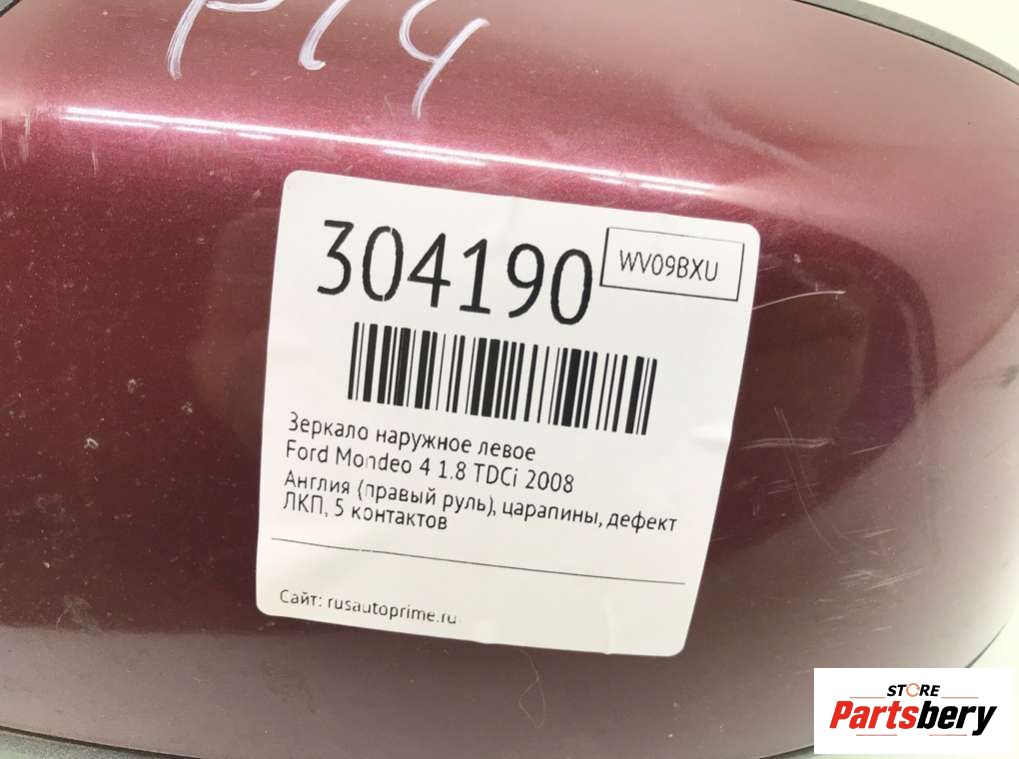 P14
304190
WV09BXU
Зеркало наружное левое
Ford Mondeo 4 1.8 TDCi 2008
Англия (правый руль), царапины, дефект
ЛКП, 5 контактов
Сайт: rusautoprime.ru
STORE
Partsbery